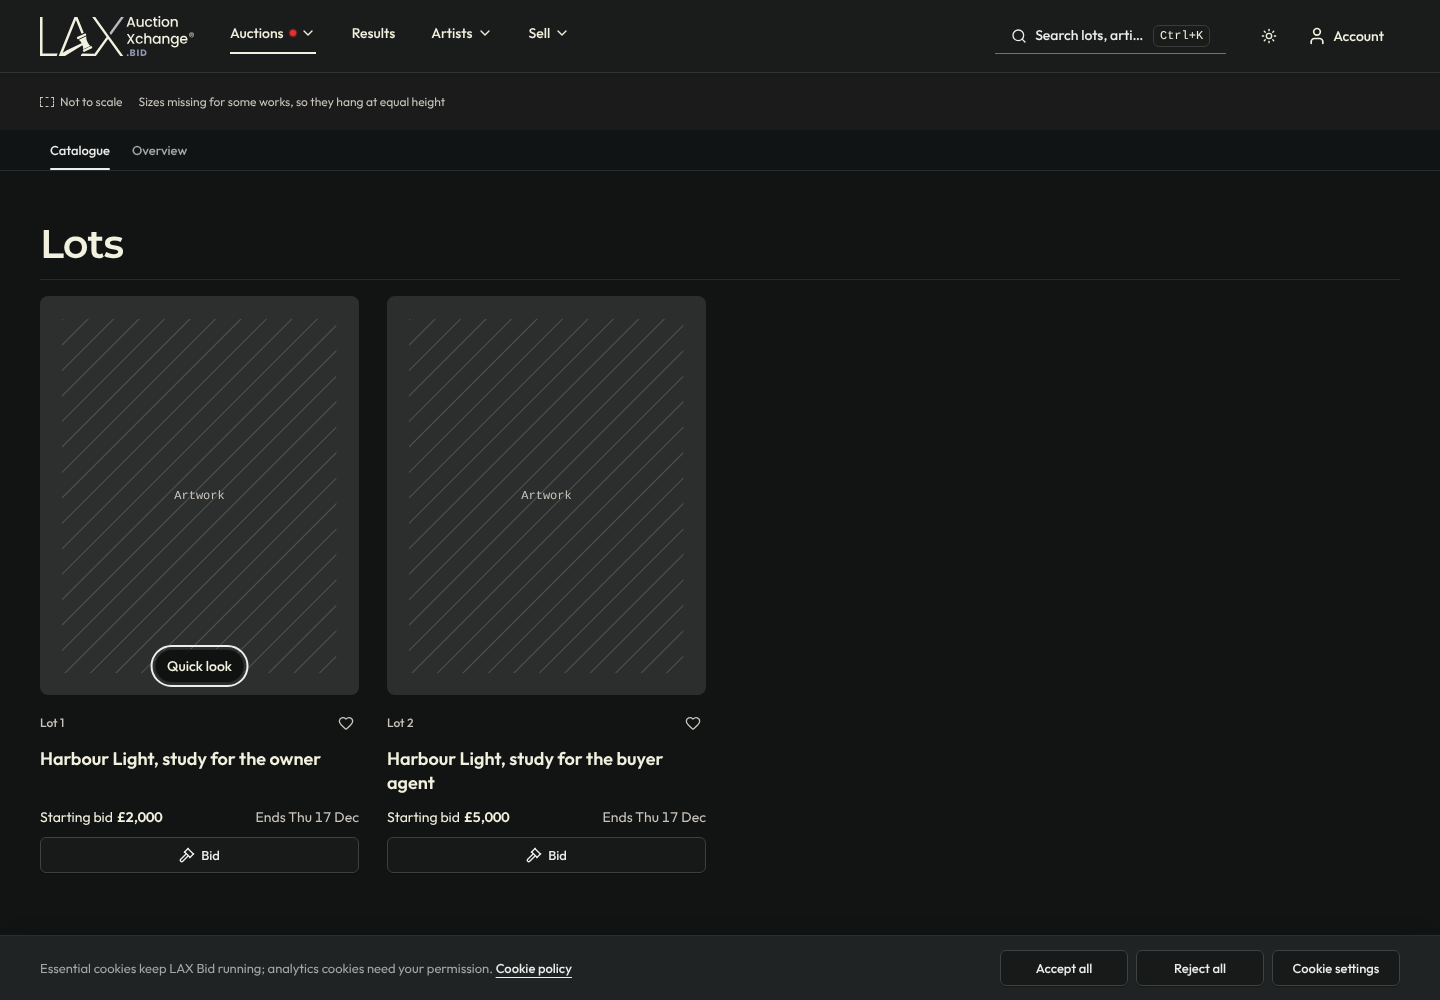 LAX Auction Xchange®
.BID
Auctions
Results
Artists
Sell
Search lots, arti...
Ctrl+K
Account
Not to scale
Sizes missing for some works, so they hang at equal height
Catalogue
Overview
Lots
Artwork
Artwork
Quick look
Lot 1
Lot 2
Harbour Light, study for the owner
Harbour Light, study for the buyer
agent
Starting bid £2,000
Ends Thu 17 Dec
Starting bid £5,000
Ends Thu 17 Dec
Bid
Bid
Essential cookies keep LAX Bid running; analytics cookies need your permission. Cookie policy
Accept all
Reject all
Cookie settings